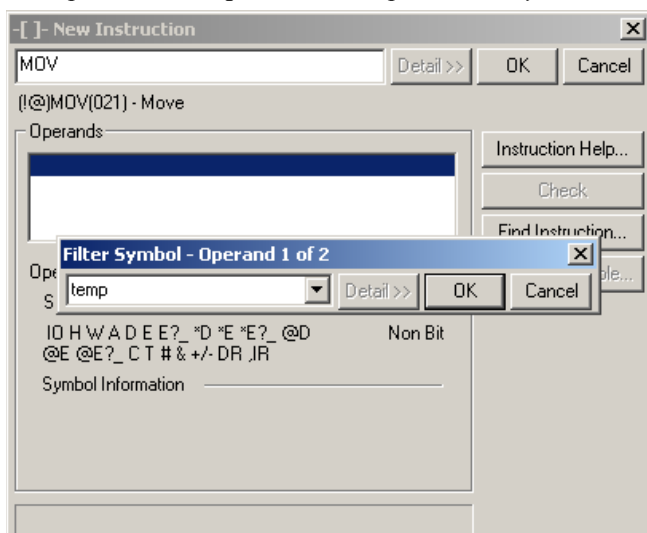 -[ ]- New Instruction
MOV Detail >> OK Cancel
(!@)MOV(021) - Move
Operands
Instruction Help...
Check
Find Instruction...
Filter Symbol - Operand 1 of 2
temp Detail >> OK Cancel
IO H W A D E E?_ *D *E *E?_ @D Non Bit
@E @E?_ C T # & +/- DR ,IR
Symbol Information